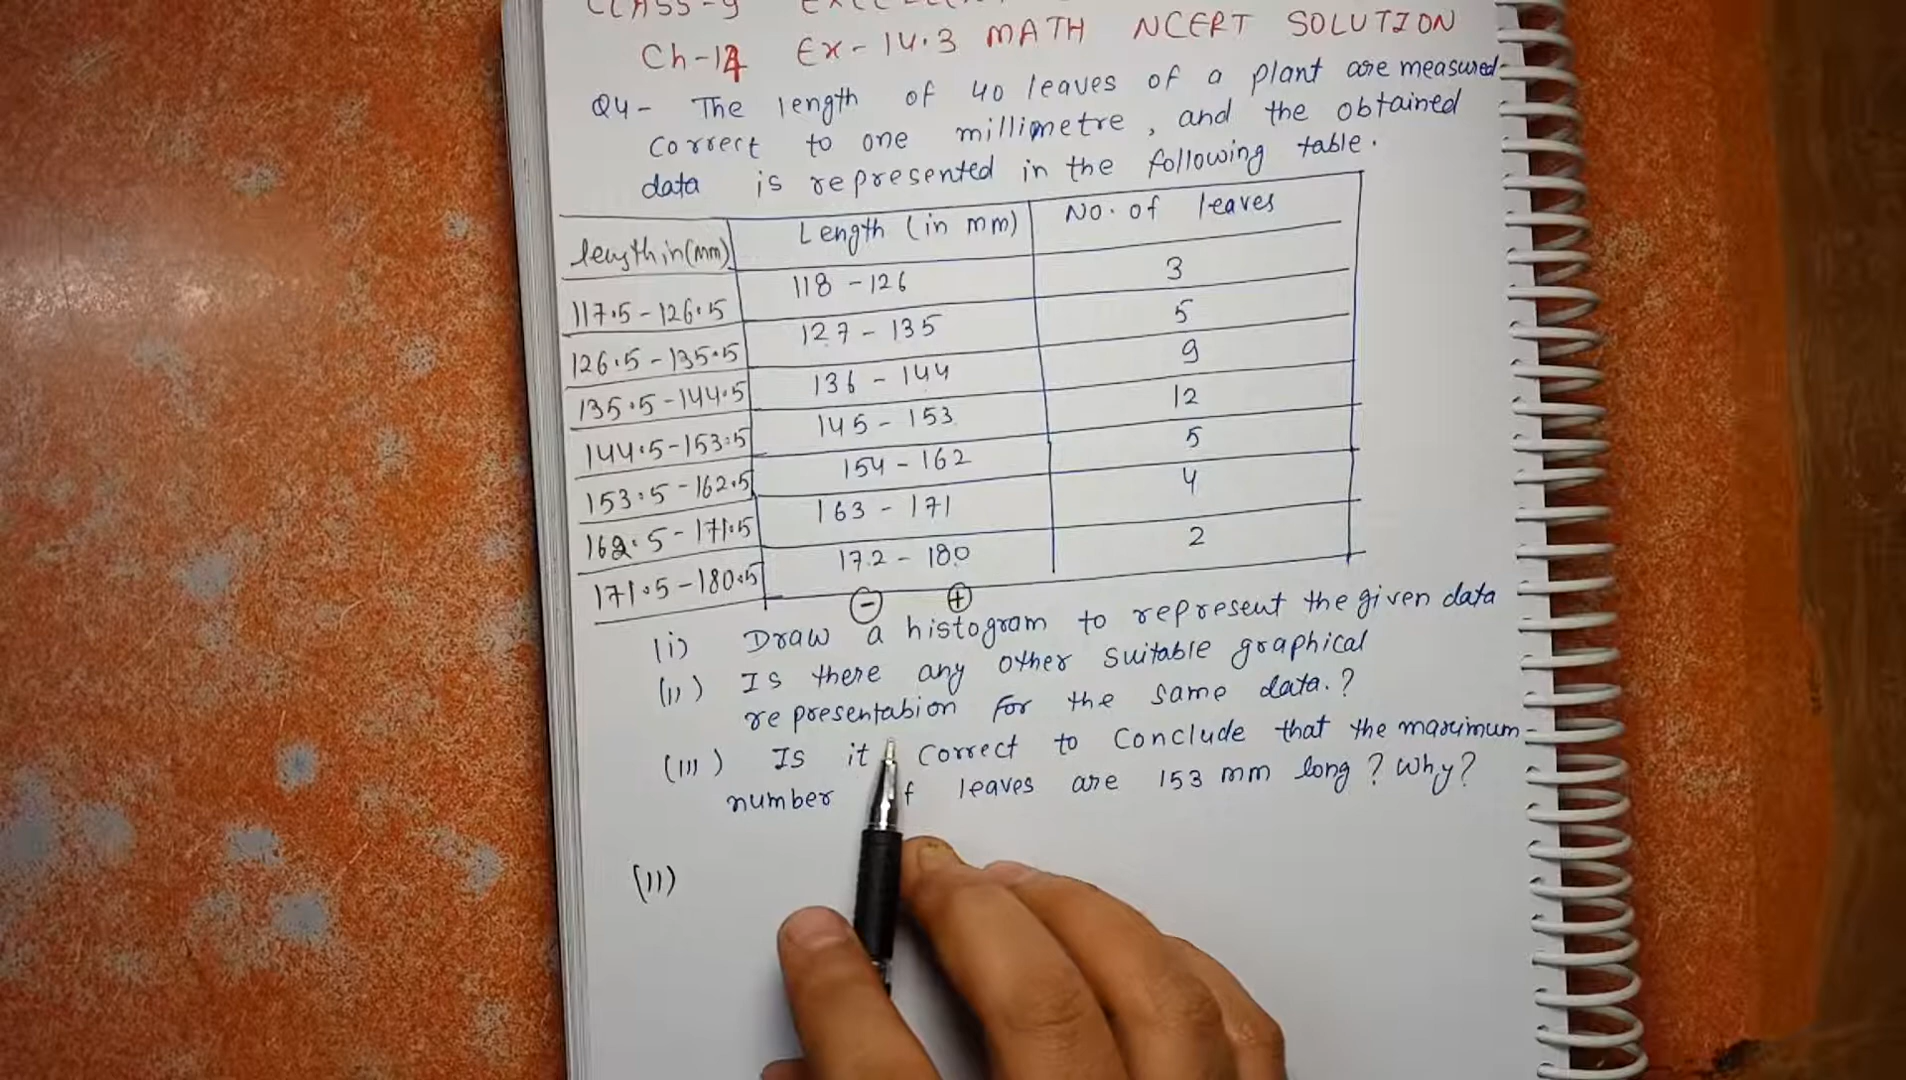 CLASS-9
Ch-14 Ex-14.3 MATH NCERT SOLUTION
Q4- The length of 40 leaves of a plant are measured
correct to one millimetre, and the obtained
data is represented in the following table.
length in (mm) Length (in mm) No. of leaves
117.5-126.5 118-126 3
126.5-135.5 127-135 5
135.5-144.5 136-144 9
144.5-153.5 145-153 12
153.5-162.5 154-162 5
162.5-171.5 163-171 4
171.5-180.5 172-180 2
- +
(i) Draw a histogram to represent the given data
(ii) Is there any other suitable graphical
representation for the same data.?
(iii) Is it correct to conclude that the maximum
number f leaves are 153 mm long? Why?
(ii)